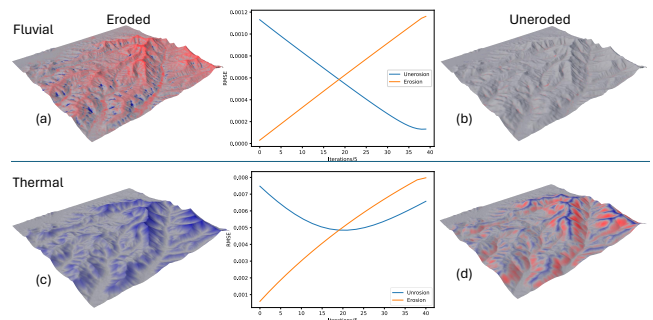 Eroded
Uneroded
Fluvial
0.0012
0.0010
0.0008
0.0006
0.0004
0.0002
0.0000
RMSE
Unerosion
Erosion
0 5 10 15 20 25 30 35 40
Iterations/5
(a)
(b)
Thermal
0.008
0.007
0.006
0.005
0.004
0.003
0.002
0.001
RMSE
Unrosion
Erosion
0 5 10 15 20 25 30 35 40
Iterations/5
(c)
(d)